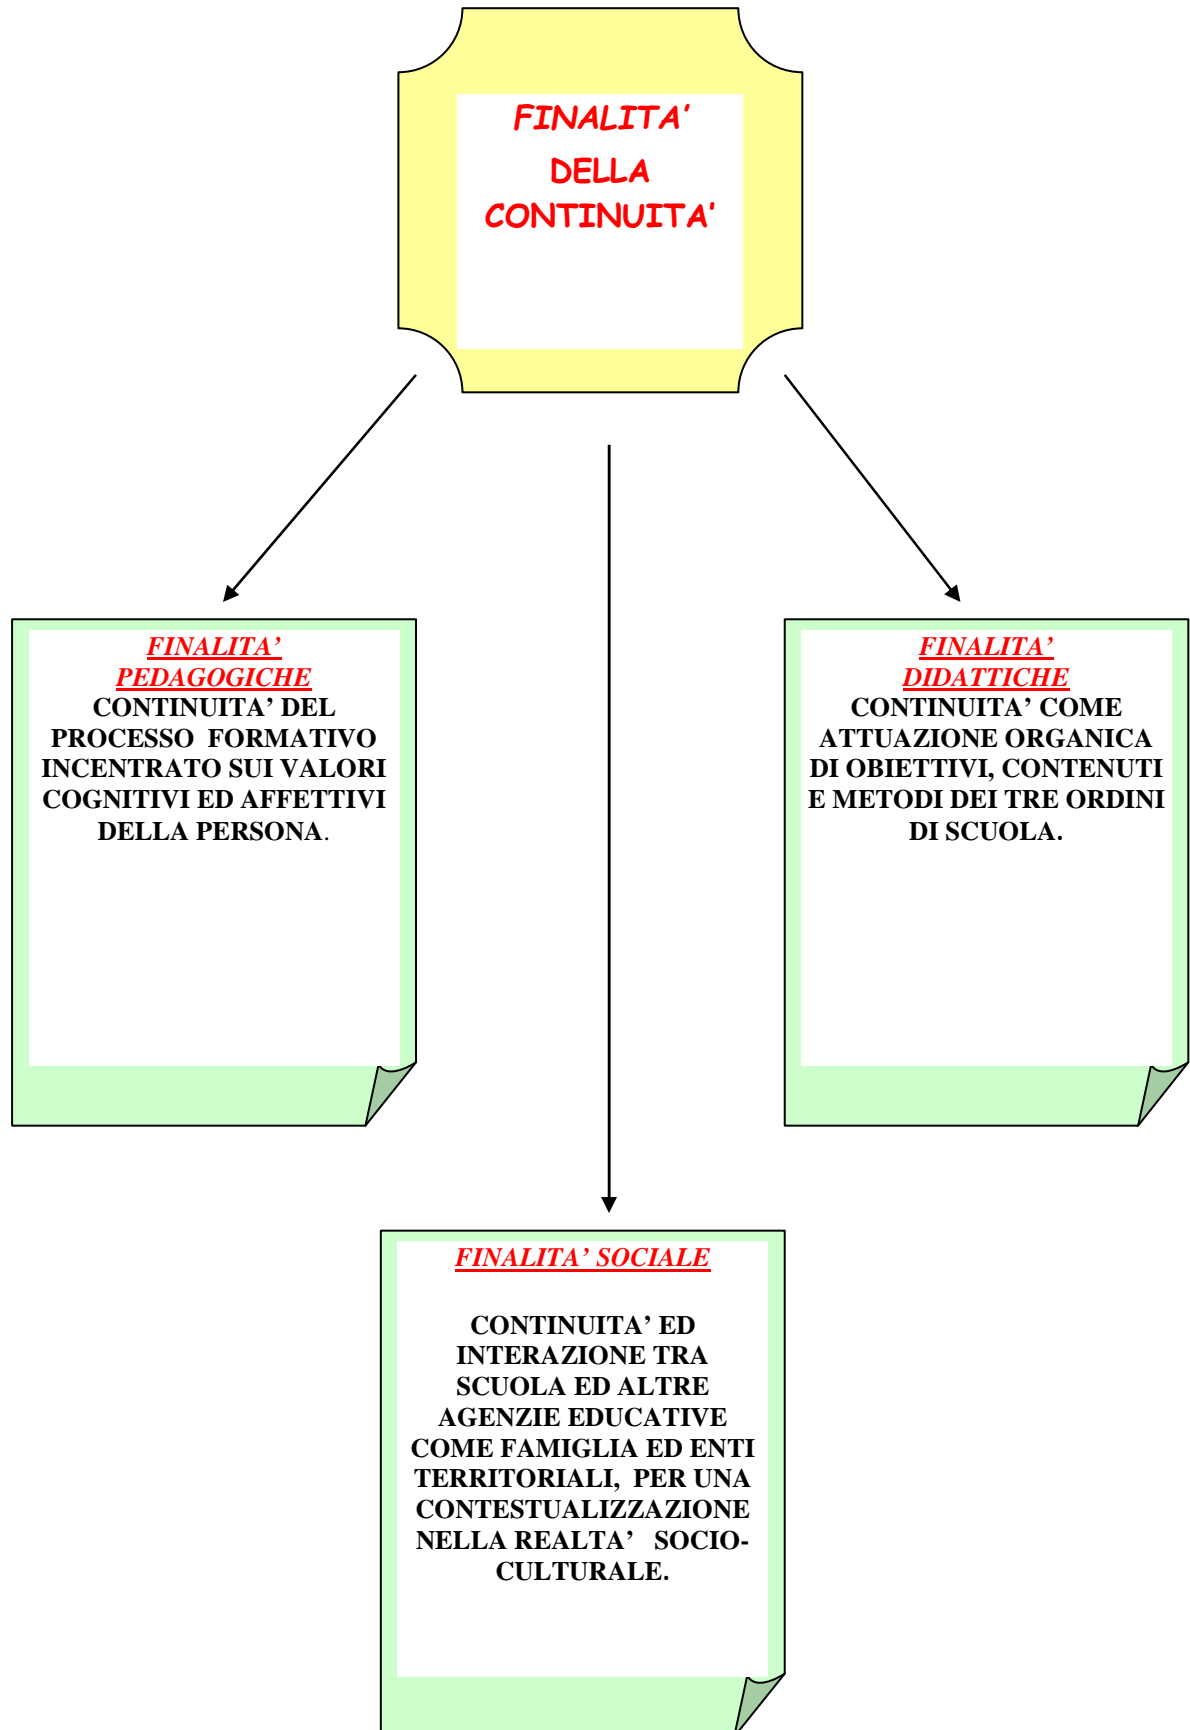 FINALITA’
DELLA
CONTINUITA’
FINALITA’
PEDAGOGICHE
CONTINUITA’ DEL
PROCESSO FORMATIVO
INCENTRATO SUI VALORI
COGNITIVI ED AFFETTIVI
DELLA PERSONA.
FINALITA’
DIDATTICHE
CONTINUITA’ COME
ATTUAZIONE ORGANICA
DI OBIETTIVI, CONTENUTI
E METODI DEI TRE ORDINI
DI SCUOLA.
FINALITA’ SOCIALE
CONTINUITA’ ED
INTERAZIONE TRA
SCUOLA ED ALTRE
AGENZIE EDUCATIVE
COME FAMIGLIA ED ENTI
TERRITORIALI, PER UNA
CONTESTUALIZZAZIONE
NELLA REALTA’ SOCIO-
CULTURALE.